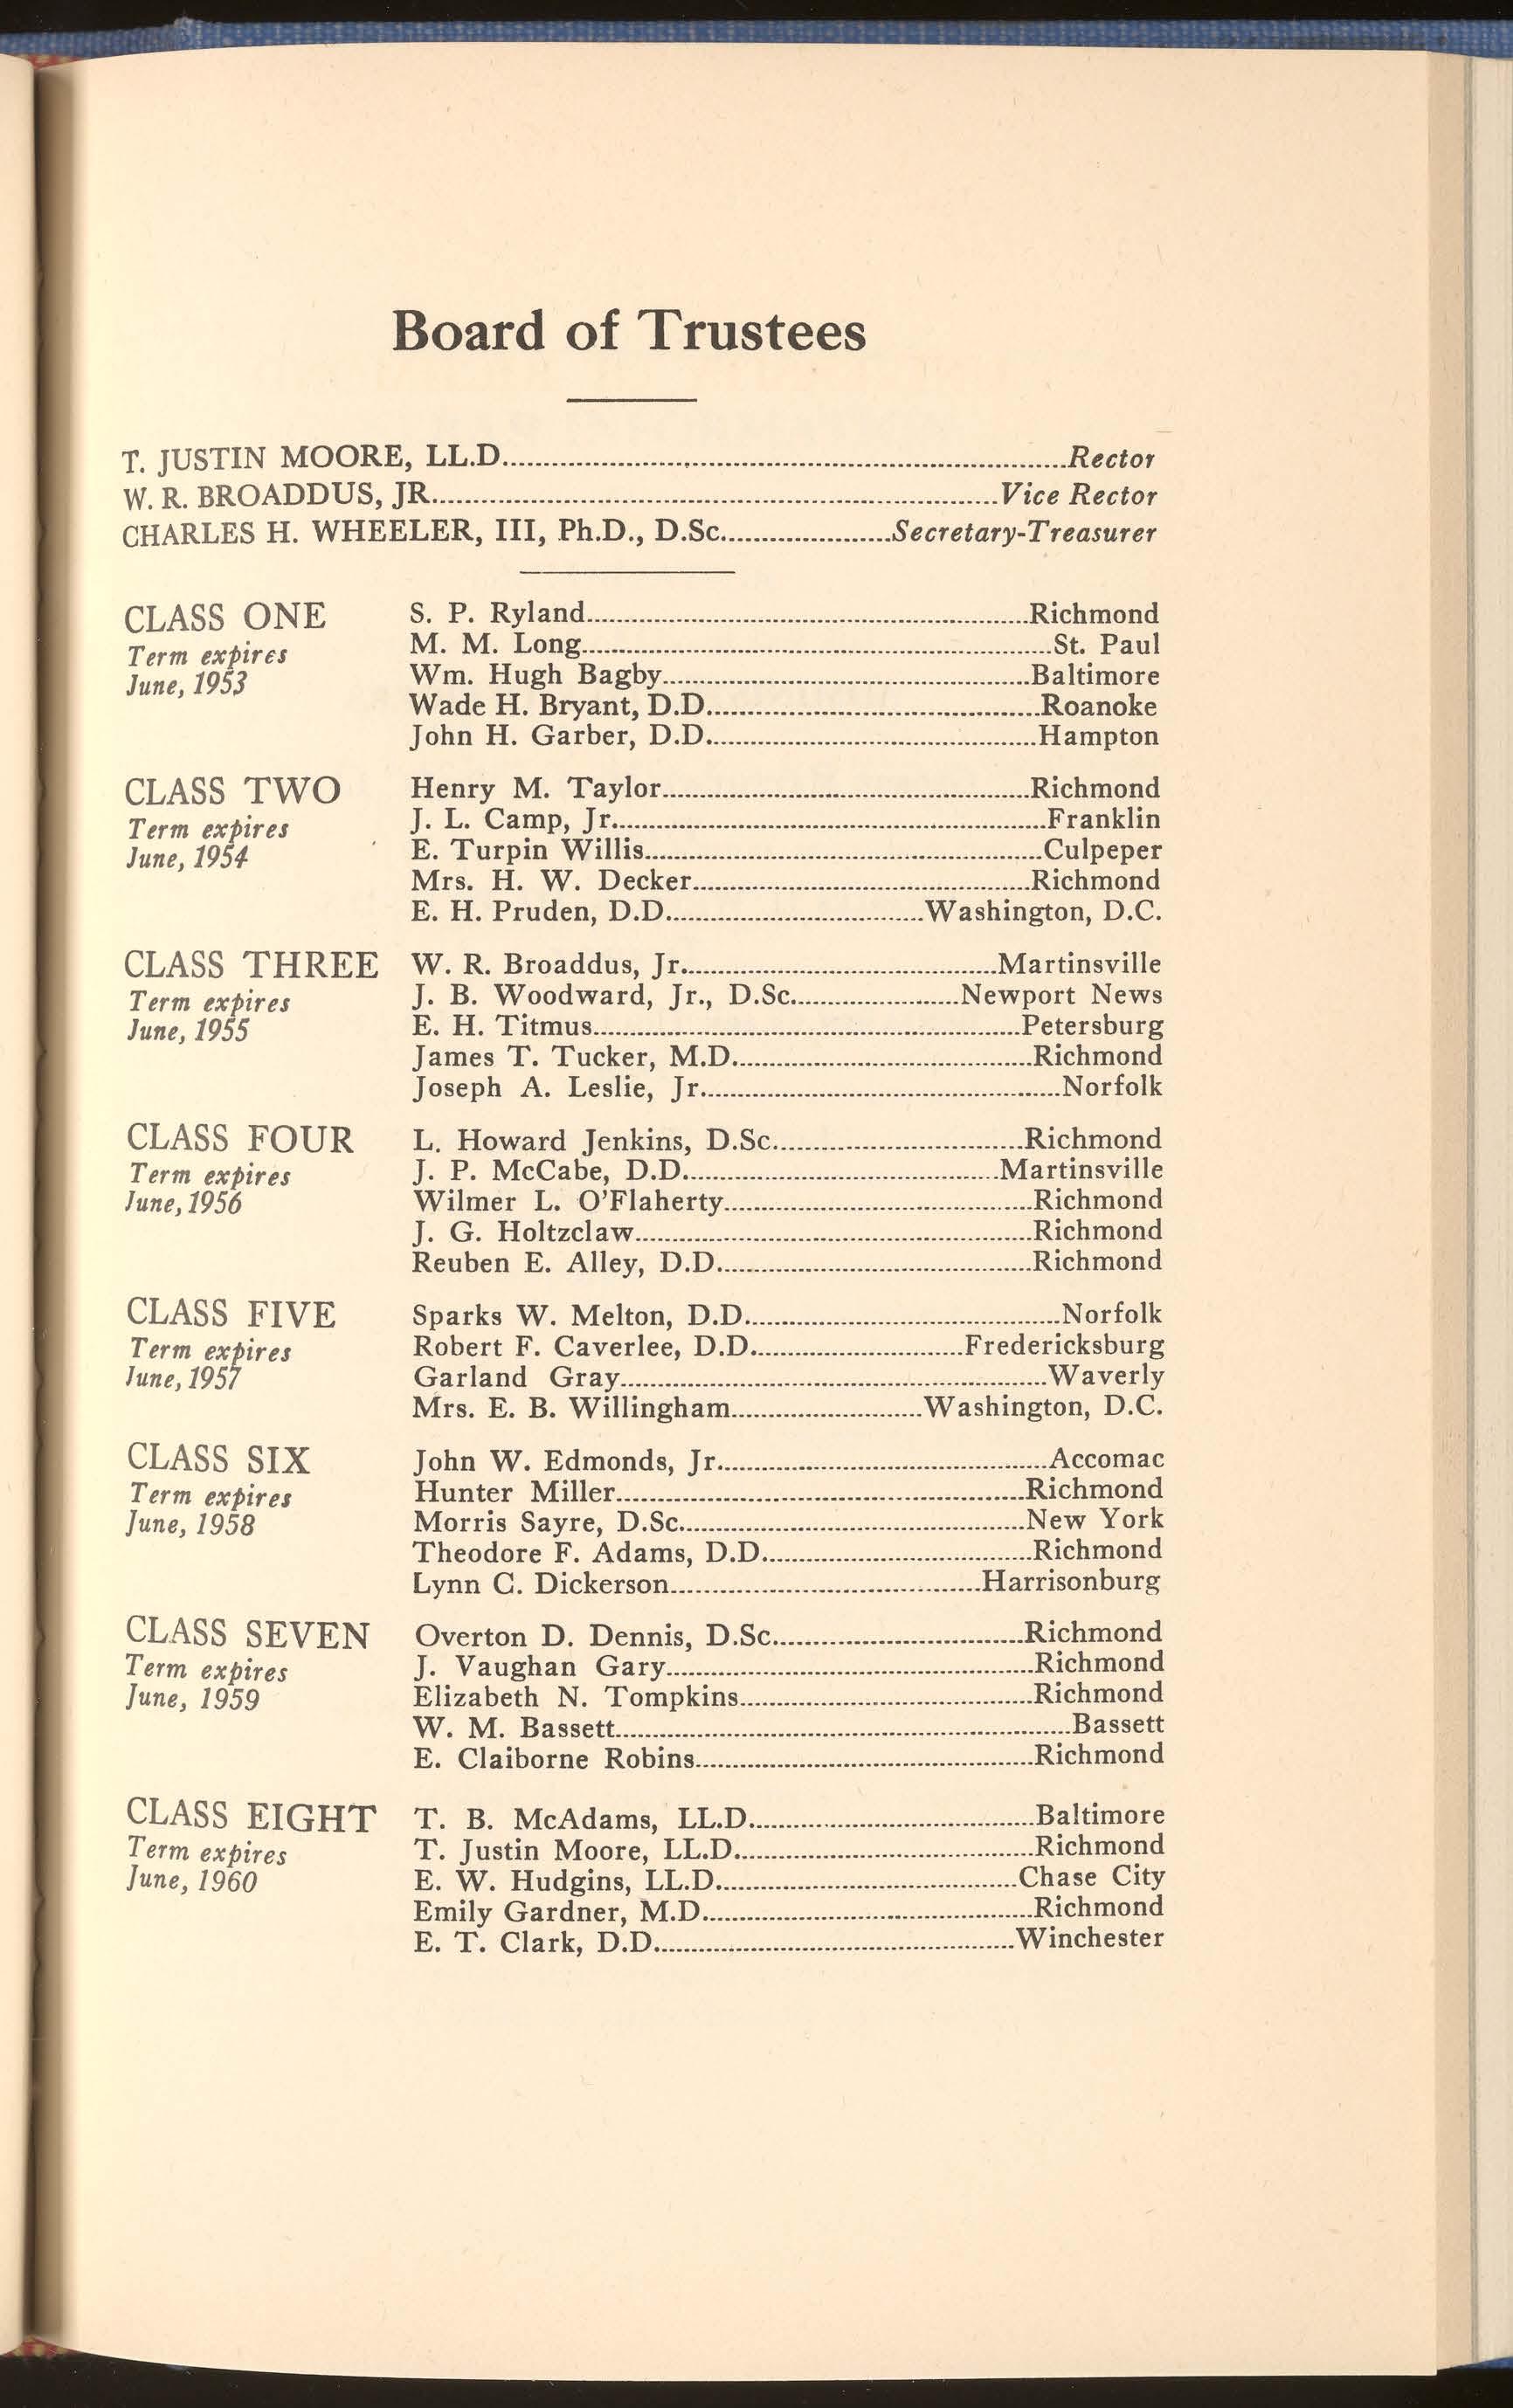 Board of Trustees
T. JUSTIN MOORE, LL.D. Rector
W. R. BROADDUS, JR. Vice Rector
CHARLES H. WHEELER, III, Ph.D., D.Sc. Secretary-Treasurer
CLASS ONE
Term expires
June, 1953
S. P. Ryland Richmond
M. M. Long St. Paul
Wm. Hugh Bagby Baltimore
Wade H. Bryant, D.D. Roanoke
John H. Garber, D.D. Hampton
CLASS TWO
Term expires
June, 1954
Henry M. Taylor Richmond
J. L. Camp, Jr. Franklin
E. Turpin Willis Culpeper
Mrs. H. W. Decker Richmond
E. H. Pruden, D.D. Washington, D.C.
CLASS THREE
Term expires
June, 1955
W. R. Broaddus, Jr. Martinsville
J. B. Woodward, Jr., D.Sc. Newport News
E. H. Titmus Petersburg
James T. Tucker, M.D. Richmond
Joseph A. Leslie, Jr. Norfolk
CLASS FOUR
Term expires
June, 1956
L. Howard Jenkins, D.Sc. Richmond
J. P. McCabe, D.D. Martinsville
Wilmer L. O'Flaherty Richmond
J. G. Holtzclaw Richmond
Reuben E. Alley, D.D. Richmond
CLASS FIVE
Term expires
June, 1957
Sparks W. Melton, D.D. Norfolk
Robert F. Caverlee, D.D. Fredericksburg
Garland Gray Waverly
Mrs. E. B. Willingham Washington, D.C.
CLASS SIX
Term expires
June, 1958
John W. Edmonds, Jr. Accomac
Hunter Miller Richmond
Morris Sayre, D.Sc. New York
Theodore F. Adams, D.D. Richmond
Lynn C. Dickerson Harrisonburg
CLASS SEVEN
Term expires
June, 1959
Overton D. Dennis, D.Sc. Richmond
J. Vaughan Gary Richmond
Elizabeth N. Tompkins Richmond
W. M. Bassett Bassett
E. Claiborne Robins Richmond
CLASS EIGHT
Term expires
June, 1960
T. B. McAdams, LL.D. Baltimore
T. Justin Moore, LL.D. Richmond
E. W. Hudgins, LL.D. Chase City
Emily Gardner, M.D. Richmond
E. T. Clark, D.D. Winchester